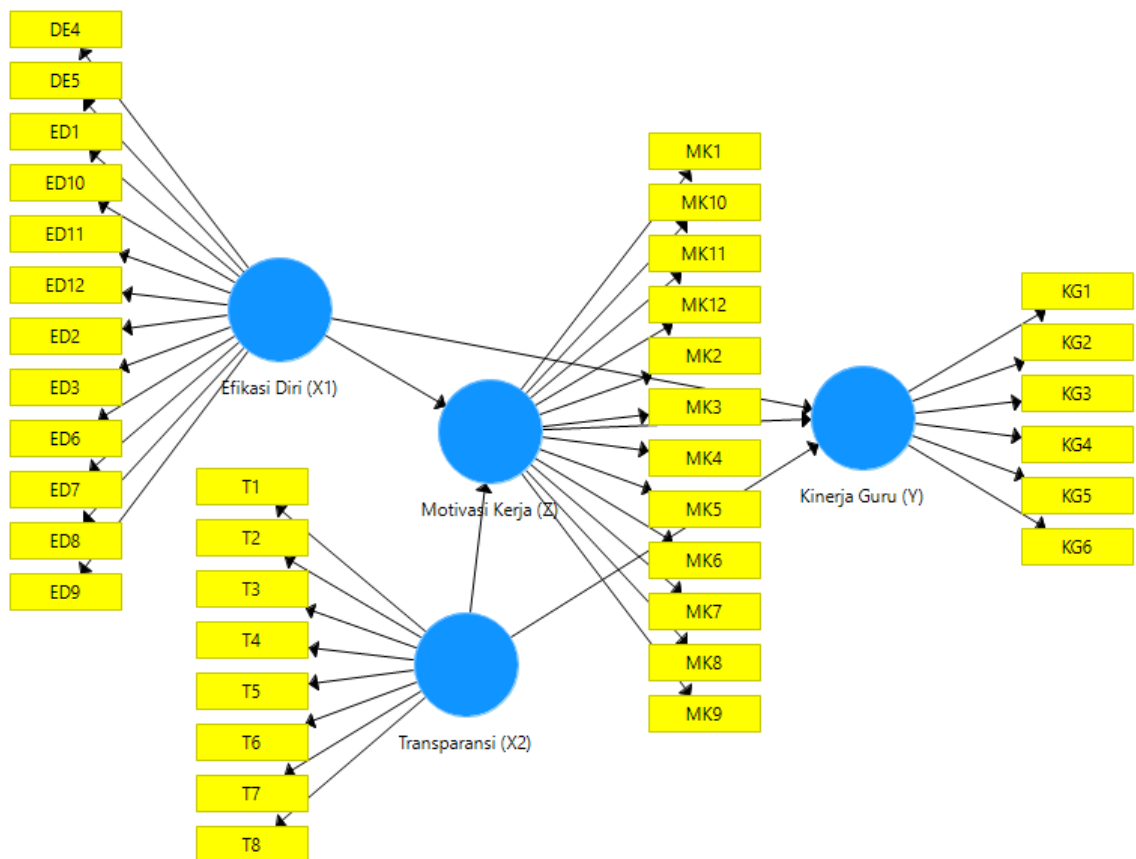 DE4
DE5
ED1
ED10
ED11
ED12
ED2
ED3
ED6
ED7
ED8
ED9
Efikasi Diri (X1)
T1
T2
T3
T4
T5
T6
T7
T8
Transparansi (X2)
Motivasi Kerja (Z)
MK1
MK10
MK11
MK12
MK2
MK3
MK4
MK5
MK6
MK7
MK8
MK9
Kinerja Guru (Y)
KG1
KG2
KG3
KG4
KG5
KG6